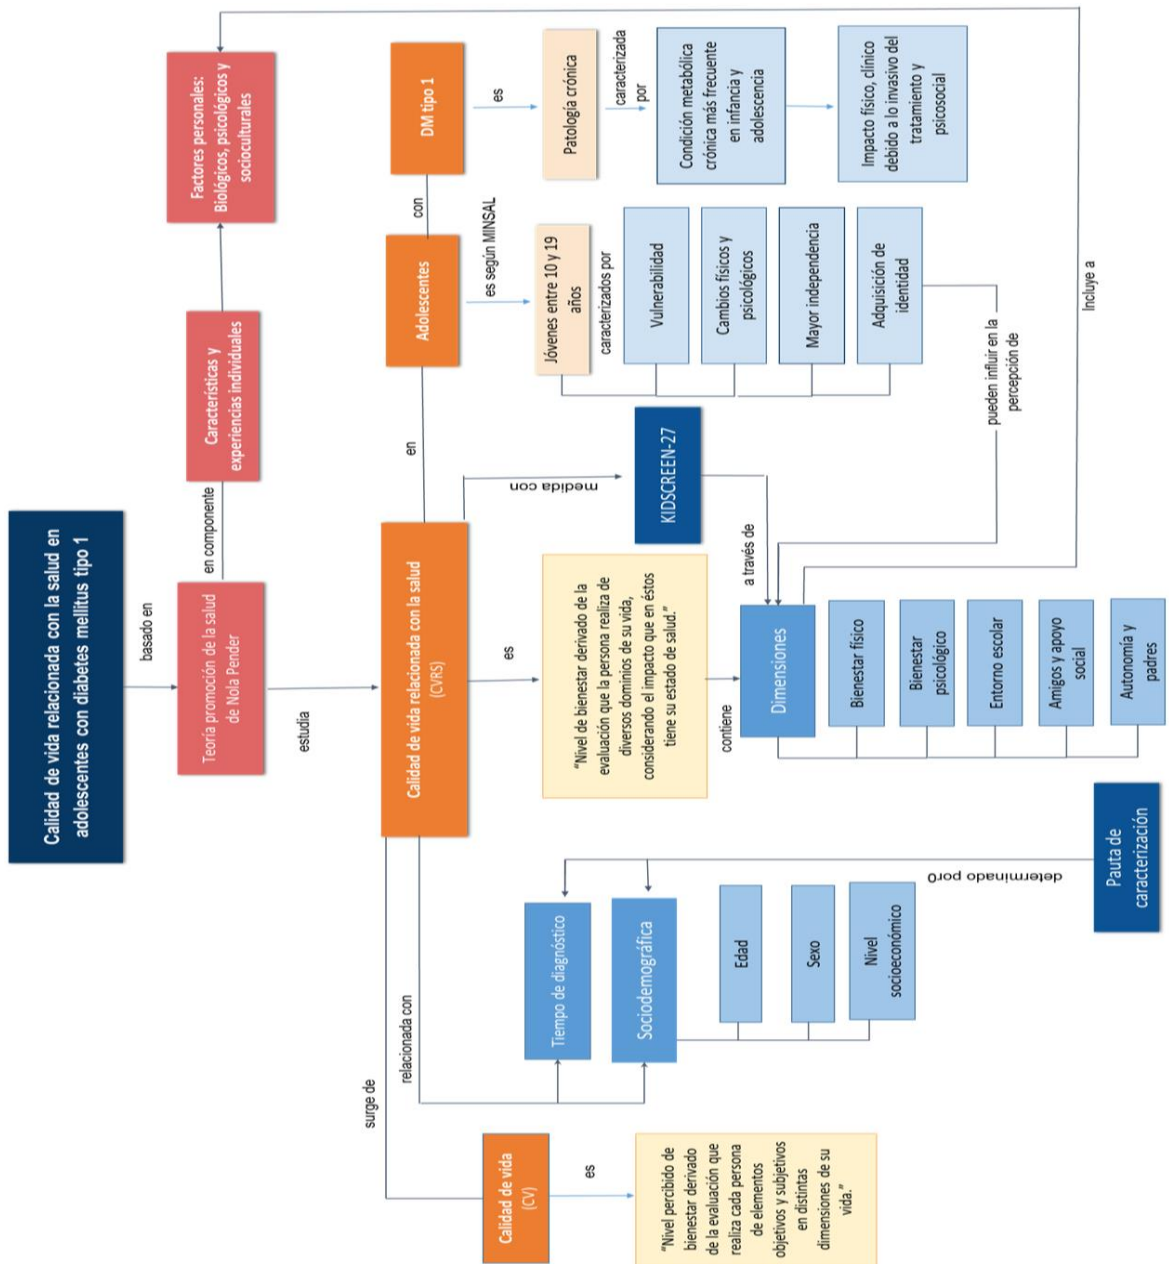 Calidad de vida relacionada con la salud en
adolescentes con diabetes mellitus tipo 1
basado en
Teoría promoción de la salud
de Nola Pender
en componente
Características y
experiencias individuales
Factores personales:
Biológicos, psicológicos y
socioculturales
estudia
surge de
relacionada con
Calidad de vida relacionada con la salud
(CVRS)
en
Adolescentes
con
DM tipo 1
Calidad de vida
(CV)
es
"Nivel percibido de
bienestar derivado
de la evaluación que
realiza cada persona
de elementos
objetivos y subjetivos
en distintas
dimensiones de su
vida."
Tiempo de diagnóstico
Sociodemográfica
Edad
Sexo
Nivel
socioeconómico
determinado por0
Pauta de
caracterización
es
"Nivel de bienestar derivado de la
evaluación que la persona realiza de
diversos dominios de su vida,
considerando el impacto que en éstos
tiene su estado de salud."
contiene
medida con
KIDSCREEN-27
a través de
Dimensiones
Bienestar físico
Bienestar
psicológico
Entorno escolar
Amigos y apoyo
social
Autonomía y
padres
es según MINSAL
Jóvenes entre 10 y 19
años
caracterizados por
Vulnerabilidad
Cambios físicos y
psicológicos
Mayor independencia
Adquisición de
identidad
pueden influir en la
percepción de
es
Patología crónica
caracterizada
por
Condición metabólica
crónica más frecuente
en infancia y
adolescencia
Impacto físico, clínico
debido a lo invasivo del
tratamiento y
psicosocial
Incluye a